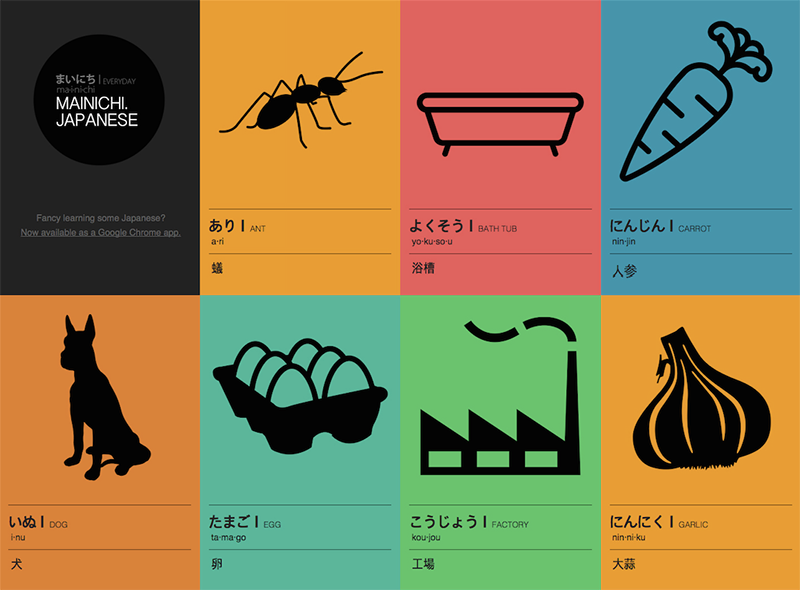 まいにち | EVERYDAY
ma·i·ni·chi
MAINICHI.
JAPANESE
Fancy learning some Japanese?
Now available as a Google Chrome app.
あり | ANT
a·ri
蟻
よくそう | BATH TUB
yo·ku·so·u
浴槽
にんじん | CARROT
nin·jin
人参
いぬ | DOG
i·nu
犬
たまご | EGG
ta·ma·go
卵
こうじょう | FACTORY
kou·jou
工場
にんにく | GARLIC
nin·ni·ku
大蒜